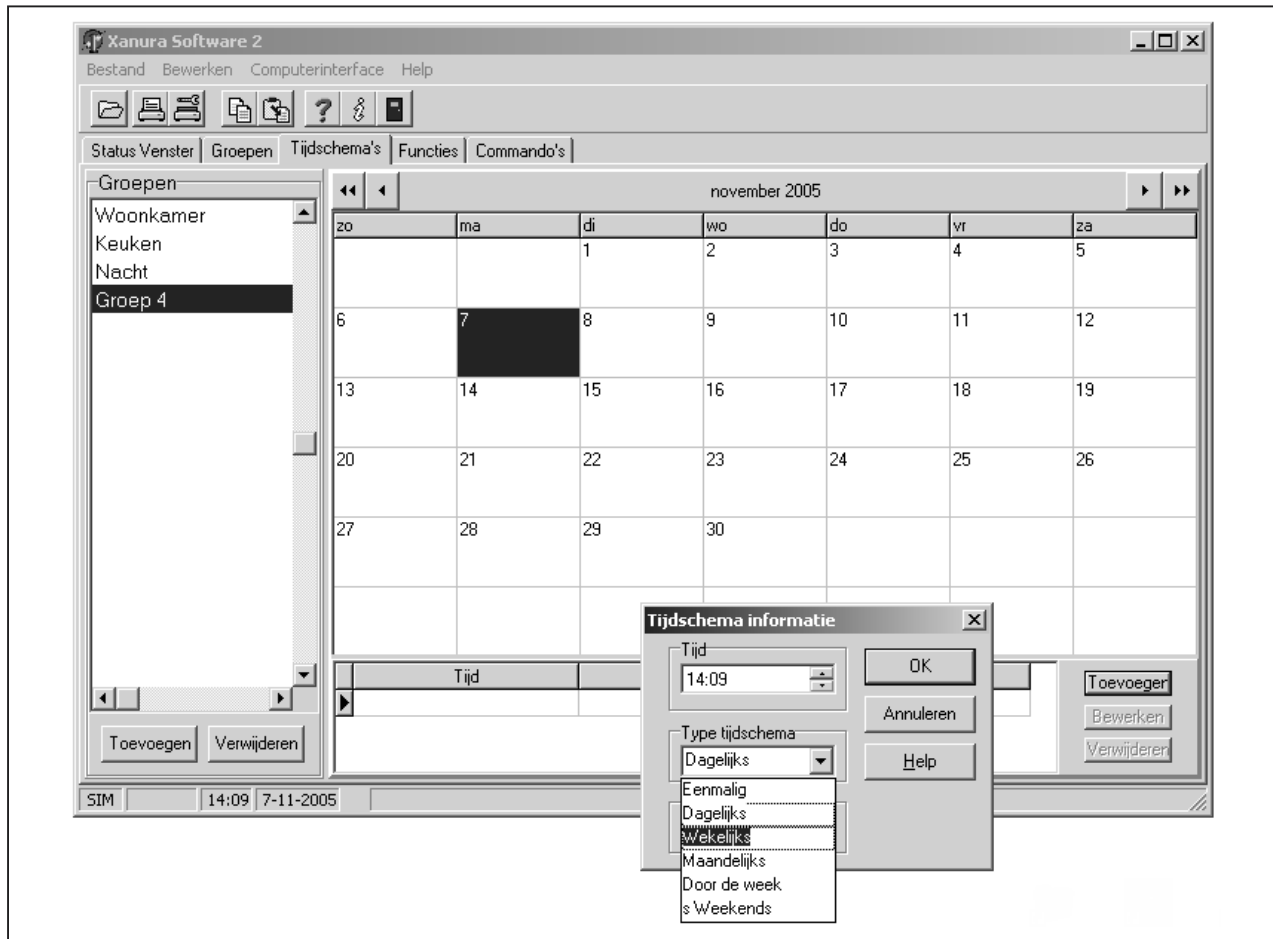 Xanura Software 2
Bestand Bewerken Computerinterface Help
Status Venster Groepen Tijdschema's Functies Commando's
Groepen
Woonkamer
Keuken
Nacht
Groep 4
Toevoegen Verwijderen
november 2005
zo ma di wo do vr za
1 2 3 4 5
6 7 8 9 10 11 12
13 14 15 16 17 18 19
20 21 22 23 24 25 26
27 28 29 30
Tijd
Toevoeger
Bewerken
Verwijderen
Tijdschema informatie
Tijd
14:09
OK
Annuleren
Help
Type tijdschema
Dagelijks
Eenmalig
Dagelijks
Wekelijks
Maandelijks
Door de week
s Weekends
SIM 14:09 7-11-2005